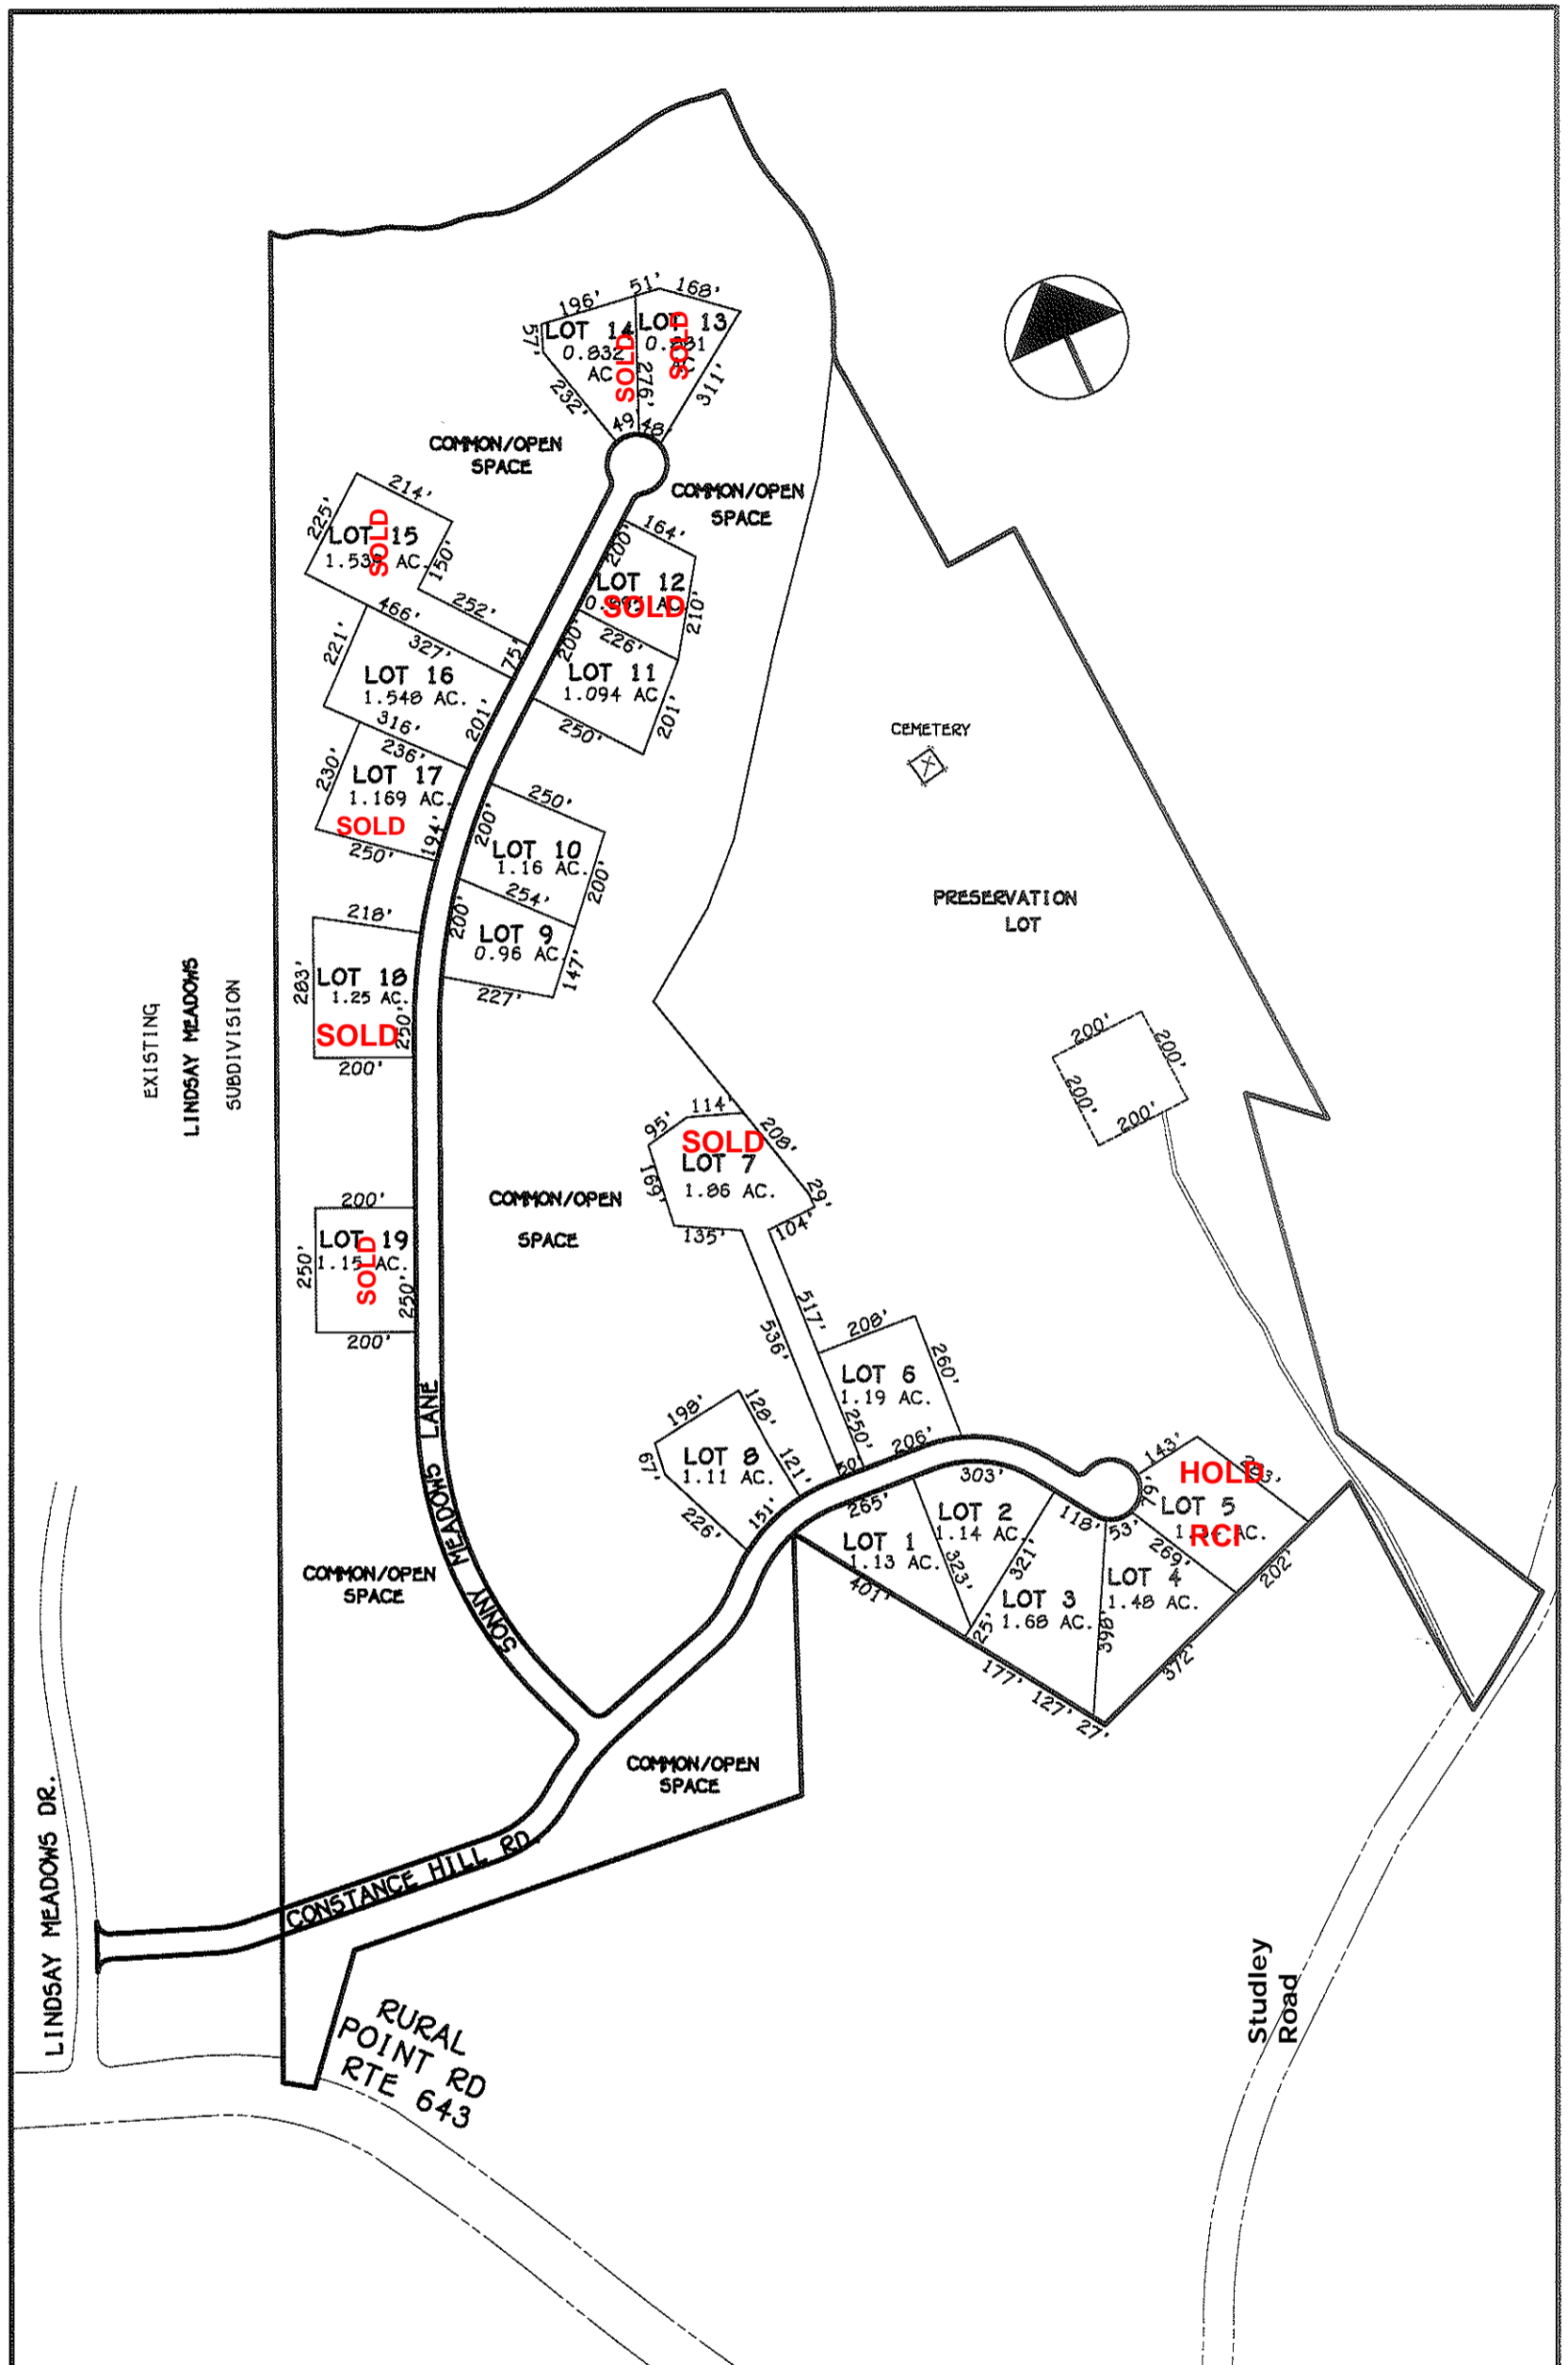 196'
51'
168'
57'
LOT 14
0.832
AC
SOLD
LOT 13
SOLD
276'
311'
232'
49'
48'
COMMON/OPEN
SPACE
COMMON/OPEN
SPACE
214'
225'
LOT 15
AC.
SOLD
150'
252'
466'
327'
75'
164'
200'
LOT 12
SOLD
210'
226'
200'
LOT 11
1.094 AC
201'
250'
221'
LOT 16
1.548 AC.
201'
316'
236'
230'
LOT 17
1.169 AC.
SOLD
194'
250'
250'
200'
LOT 10
1.16 AC.
200'
254'
200'
LOT 9
0.96 AC.
147'
227'
218'
283'
LOT 18
1.25 AC.
SOLD
250'
200'
EXISTING
LINDSAY MEADOWS
SUBDIVISION
CEMETERY
PRESERVATION
LOT
200'
200'
200'
200'
114'
95'
SOLD
208'
LOT 7
1.86 AC.
169'
29'
104'
135'
517'
536'
COMMON/OPEN
SPACE
200'
LOT 19
1.15 AC.
SOLD
250'
250'
200'
208'
260'
LOT 6
1.19 AC.
250'
206'
50'
198'
128'
67'
LOT 8
1.11 AC.
121'
226'
151'
265'
303'
LOT 1
1.13 AC.
401'
323'
LOT 2
1.14 AC.
321'
25'
118'
53'
LOT 3
1.68 AC.
398'
177'
127'
27'
LOT 4
1.48 AC.
269'
372'
143'
79'
HOLD
LOT 5
AC.
RCI
202'
COMMON/OPEN
SPACE
COMMON/OPEN
SPACE
SONNY MEADOWS LANE
CONSTANCE HILL RD.
LINDSAY MEADOWS DR.
RURAL
POINT RD
RTE 643
Studley
Road